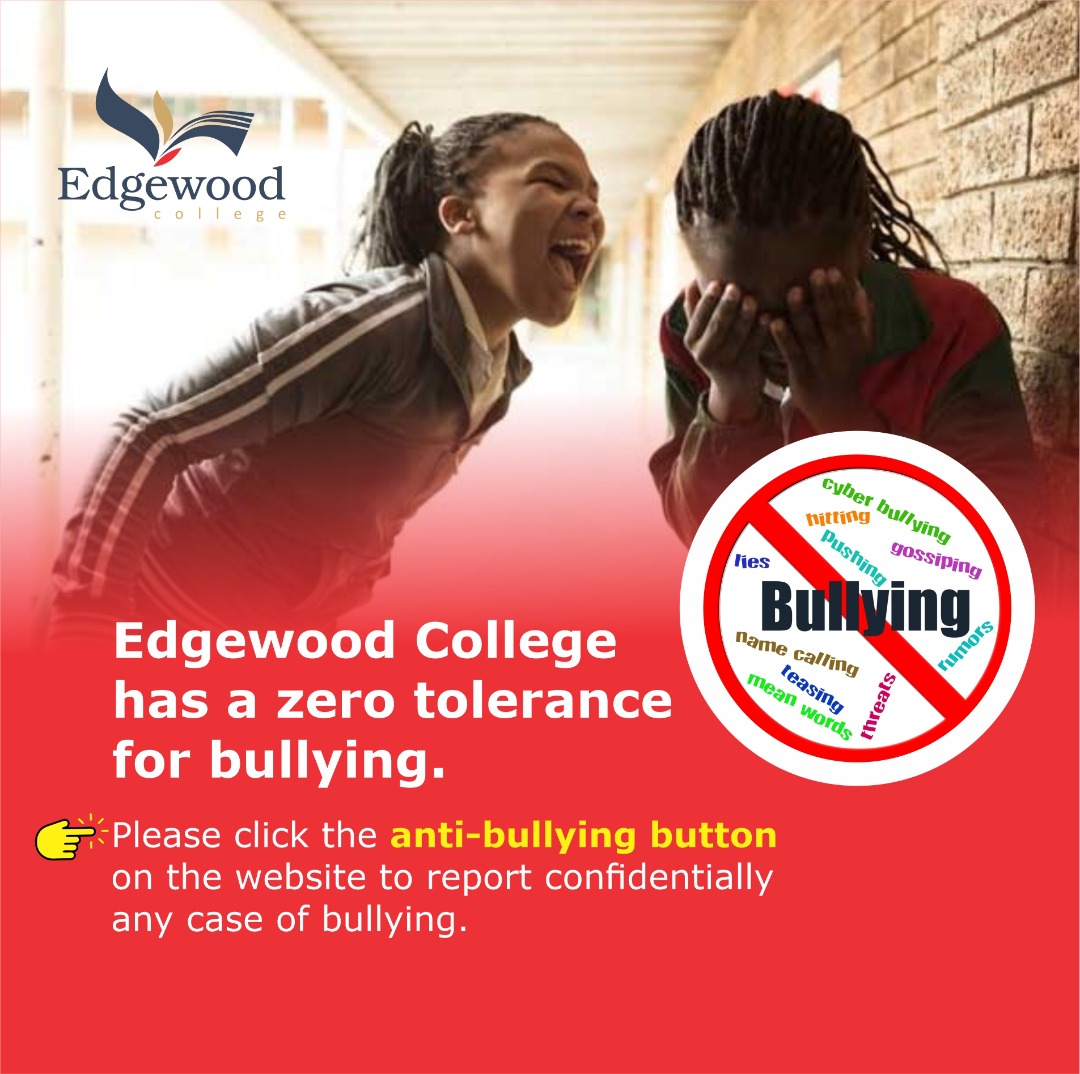 Edgewood
college
cyber bullying
hitting
gossiping
pushing
lies
Bullying
name calling
rumors
teasing
mean words
threats
Edgewood College
has a zero tolerance
for bullying.
Please click the anti-bullying button
on the website to report confidentially
any case of bullying.